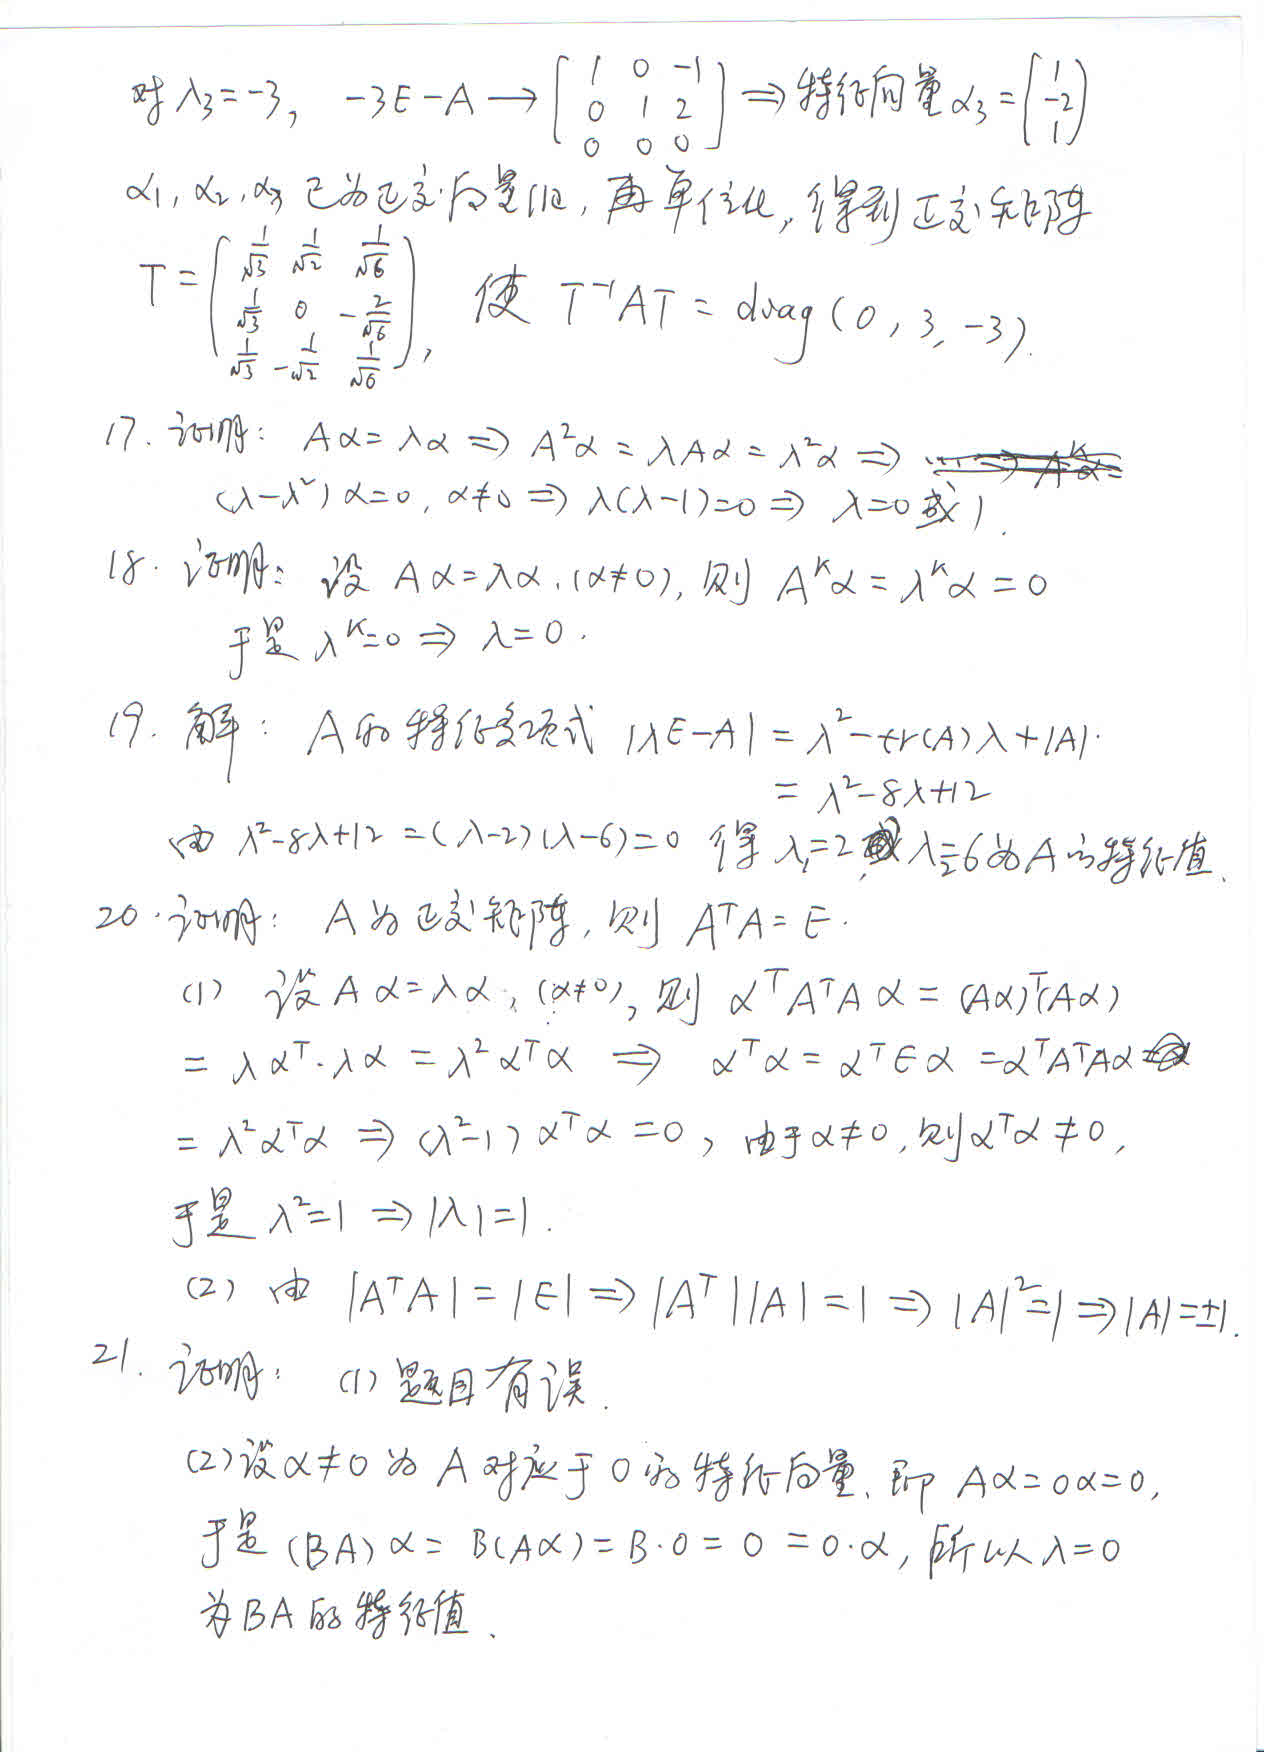 对λ₃=-3, -3E-A→[1 0 -1; 0 1 2; 0 0 0]⇒特征向量α₃=(1; -2; 1)
α₁,α₂,α₃已为正交向量组,再单位化,得到正交矩阵
T=(1/√3 1/√2 1/√6; 1/√3 0 -2/√6; 1/√3 -1/√2 1/√6), 使 T⁻¹AT=diag(0,3,-3).
17. 证明: Aα=λα⇒A²α=λAα=λ²α⇒
(λ-λ²)α=0, α≠0⇒λ(λ-1)=0⇒ λ=0或1.
18. 证明: 设 Aα=λα,(α≠0),则 Aᴷα=λᴷα=0
于是λᴷ=0⇒λ=0.
19. 解: A的特征多项式 |λE-A|=λ²-tr(A)λ+|A|.
=λ²-8λ+12
由 λ²-8λ+12=(λ-2)(λ-6)=0 得 λ₁=2, λ₂=6为A的特征值.
20. 证明: A为正交矩阵,则 AᵀA=E.
(1) 设Aα=λα,(α≠0),则 αᵀAᵀAα=(Aα)ᵀ(Aα)
=λαᵀ·λα=λ²αᵀα ⇒ αᵀα=αᵀEα=αᵀAᵀAα
=λ²αᵀα⇒(λ²-1)αᵀα=0, 由于α≠0,则αᵀα≠0,
于是 λ²=1⇒|λ|=1.
(2) 由 |AᵀA|=|E|⇒|Aᵀ||A|=1⇒|A|²=1⇒|A|=±1.
21. 证明: (1) 题目有误.
(2)设α≠0为A对应于0的特征向量,即 Aα=0α=0,
于是(BA)α=B(Aα)=B·0=0=0·α,所以λ=0
为BA的特征值.